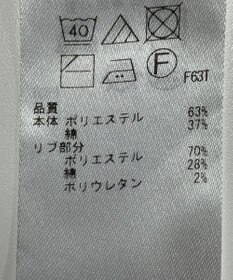 40
F
F63T
品質 63%
本体 ポリエステル 37%
綿
リブ部分 70%
ポリエステル 28%
綿 2%
ポリウレタン